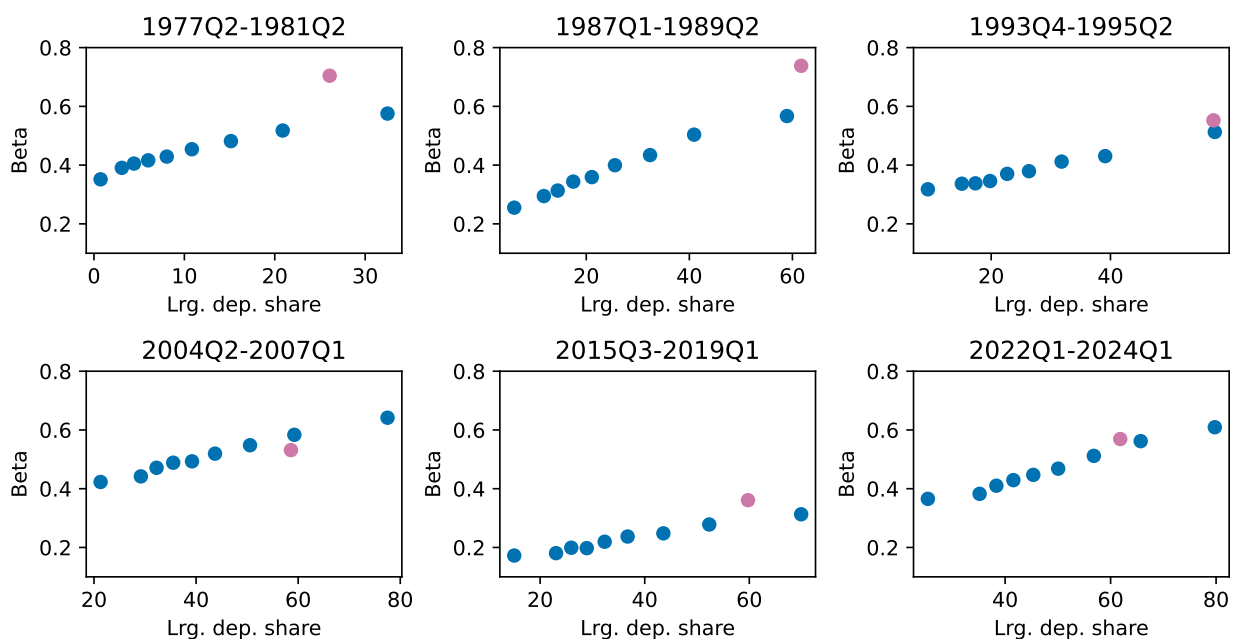 1977Q2-1981Q2
0.8
0.6
0.4
0.2
Beta
0 10 20 30
Lrg. dep. share
1987Q1-1989Q2
0.8
0.6
0.4
0.2
Beta
20 40 60
Lrg. dep. share
1993Q4-1995Q2
0.8
0.6
0.4
0.2
Beta
20 40
Lrg. dep. share
2004Q2-2007Q1
0.8
0.6
0.4
0.2
Beta
20 40 60 80
Lrg. dep. share
2015Q3-2019Q1
0.8
0.6
0.4
0.2
Beta
20 40 60
Lrg. dep. share
2022Q1-2024Q1
0.8
0.6
0.4
0.2
Beta
40 60 80
Lrg. dep. share